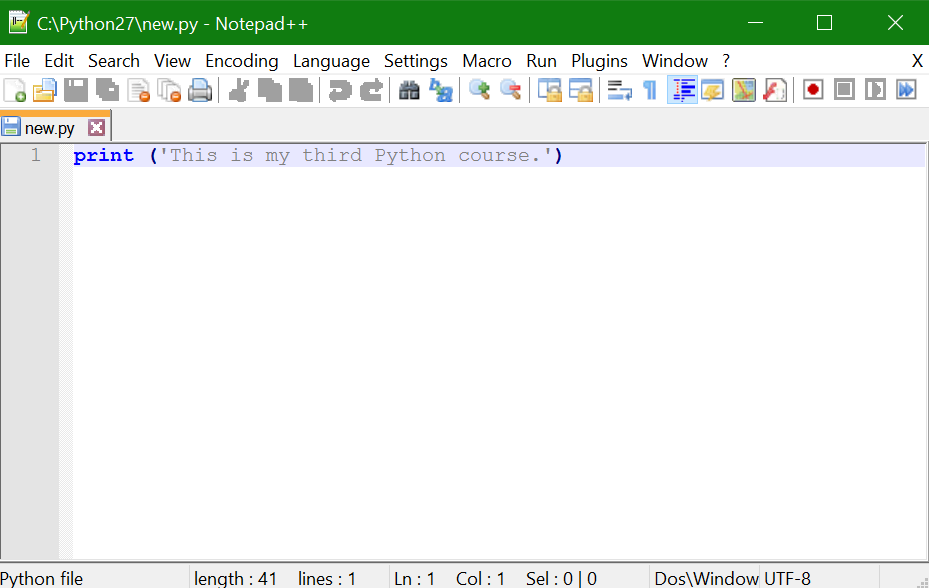 C:\Python27\new.py - Notepad++
File Edit Search View Encoding Language Settings Macro Run Plugins Window ? X
new.py
1 print ('This is my third Python course.')
Python file length : 41 lines : 1 Ln : 1 Col : 1 Sel : 0 | 0 Dos\Window UTF-8